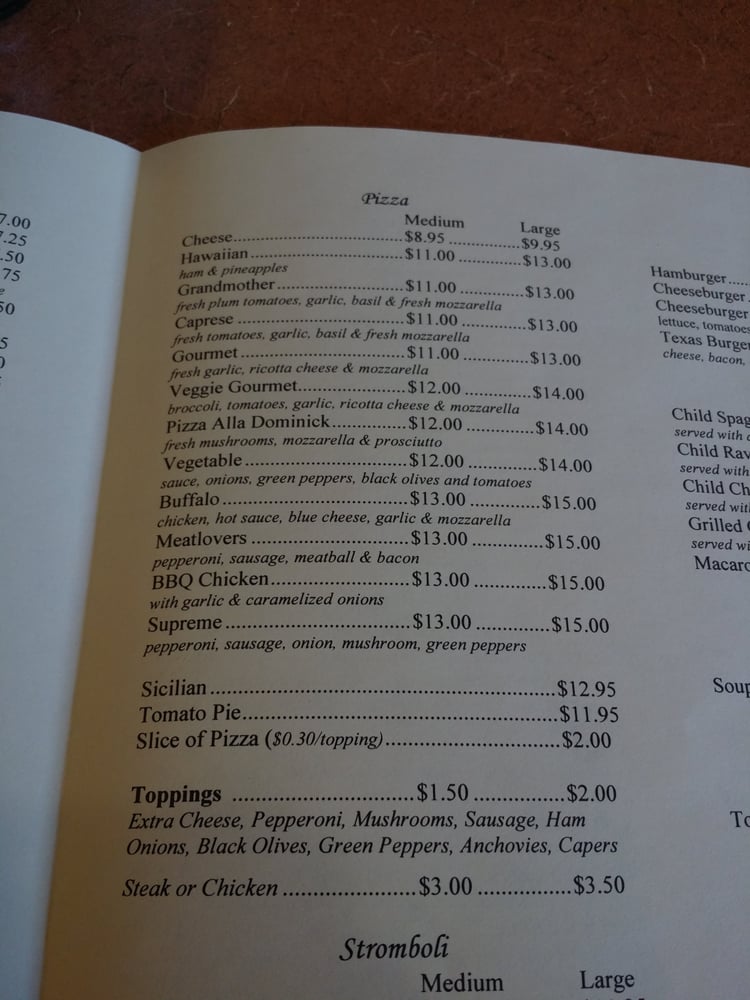 7.00
7.25
.50
.75
50
Pizza
Medium Large
Cheese $8.95 $9.95
Hawaiian $11.00 $13.00
ham & pineapples
Grandmother $11.00 $13.00
fresh plum tomatoes, garlic, basil & fresh mozzarella
Caprese $11.00 $13.00
fresh tomatoes, garlic, basil & fresh mozzarella
Gourmet $11.00 $13.00
fresh garlic, ricotta cheese & mozzarella
Veggie Gourmet $12.00 $14.00
broccoli, tomatoes, garlic, ricotta cheese & mozzarella
Pizza Alla Dominick $12.00 $14.00
fresh mushrooms, mozzarella & prosciutto
Vegetable $12.00 $14.00
sauce, onions, green peppers, black olives and tomatoes
Buffalo $13.00 $15.00
chicken, hot sauce, blue cheese, garlic & mozzarella
Meatlovers $13.00 $15.00
pepperoni, sausage, meatball & bacon
BBQ Chicken $13.00 $15.00
with garlic & caramelized onions
Supreme $13.00 $15.00
pepperoni, sausage, onion, mushroom, green peppers
Sicilian $12.95
Tomato Pie $11.95
Slice of Pizza ($0.30/topping) $2.00
Toppings $1.50 $2.00
Extra Cheese, Pepperoni, Mushrooms, Sausage, Ham
Onions, Black Olives, Green Peppers, Anchovies, Capers
Steak or Chicken $3.00 $3.50
Stromboli
Medium Large
Hamburger
Cheeseburger
Cheeseburger
lettuce, tomatoes
Texas Burger
cheese, bacon,
Child Spag
served with
Child Rav
served with
Child Ch
served with
Grilled
served wi
Macaro
Soup